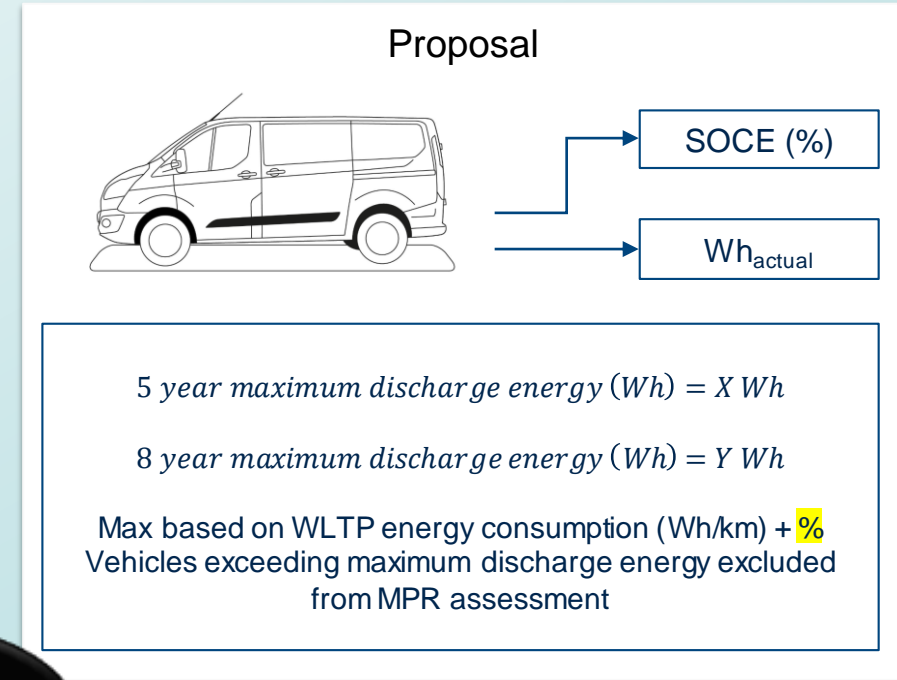 Proposal
SOCE (%)
Wh_actual
5 year maximum discharge energy (Wh) = X Wh
8 year maximum discharge energy (Wh) = Y Wh
Max based on WLTP energy consumption (Wh/km) + %
Vehicles exceeding maximum discharge energy excluded
from MPR assessment